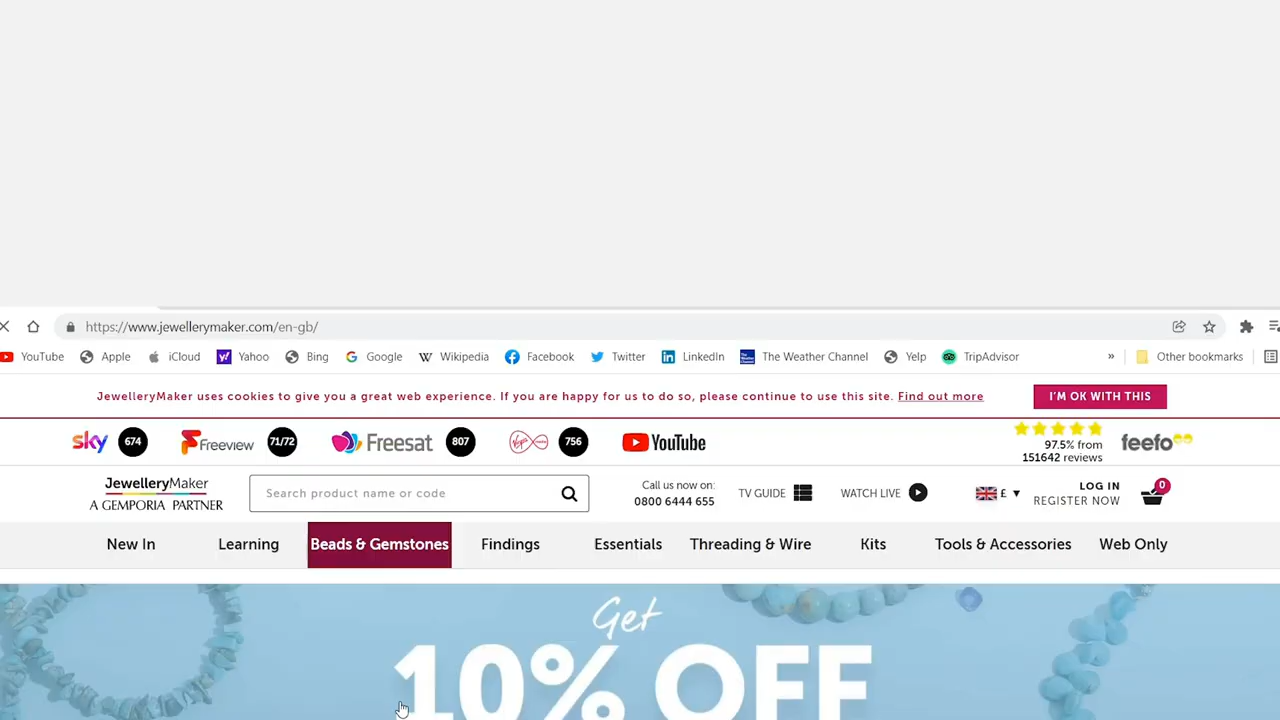 https://www.jewellerymaker.com/en-gb/
YouTube Apple iCloud Yahoo Bing Google Wikipedia Facebook Twitter LinkedIn The Weather Channel Yelp TripAdvisor » Other bookmarks
JewelleryMaker uses cookies to give you a great web experience. If you are happy for us to do so, please continue to use this site. Find out more I'M OK WITH THIS
sky 674 Freeview 71/72 Freesat 807 Virgin media 756 YouTube 97.5% from feefo
151642 reviews
JewelleryMaker
A GEMPORIA PARTNER
Search product name or code
Call us now on:
0800 6444 655
TV GUIDE WATCH LIVE £
LOG IN
REGISTER NOW
0
New In Learning Beads & Gemstones Findings Essentials Threading & Wire Kits Tools & Accessories Web Only
Get
10% OFF